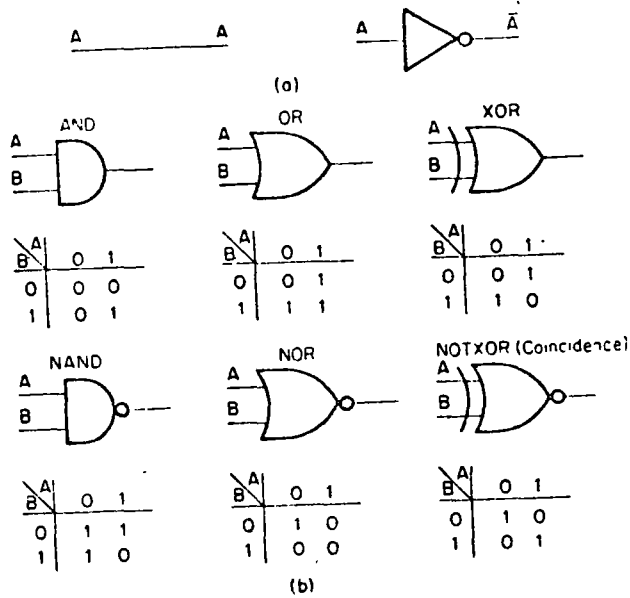 A A A Ā
(a)
AND OR XOR
A A A
B B B
A A A
B 0 1 B 0 1 B 0 1
0 0 0 0 0 1 0 0 1
1 0 1 1 1 1 1 1 0
NAND NOR NOTXOR (Coincidence)
A A A
B B B
A A A
B 0 1 B 0 1 B 0 1
0 1 1 0 1 0 0 1 0
1 1 0 1 0 0 1 0 1
(b)